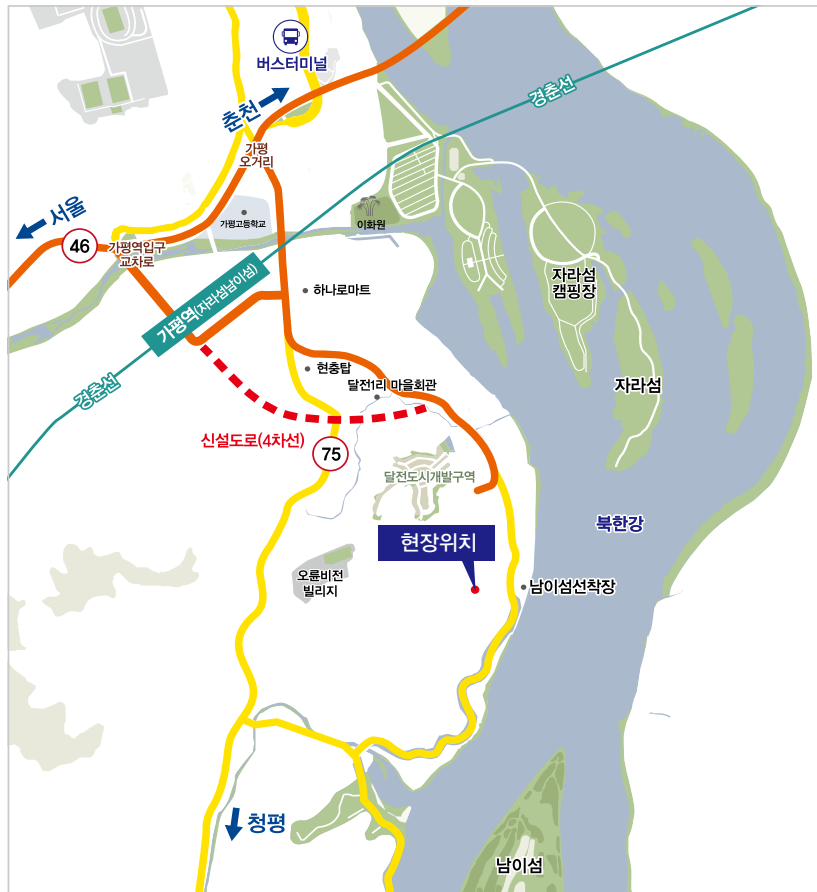 버스터미널
경춘선
춘천
가평
오거리
서울
46
가평고등학교
이화원
가평역입구
교차로
가평역(자라섬남이섬)
자라섬
캠핑장
하나로마트
현충탑
달전1리 마을회관
자라섬
경춘선
신설도로(4차선)
75
달전도시개발구역
북한강
현장위치
오륜비전
빌리지
남이섬선착장
청평
남이섬